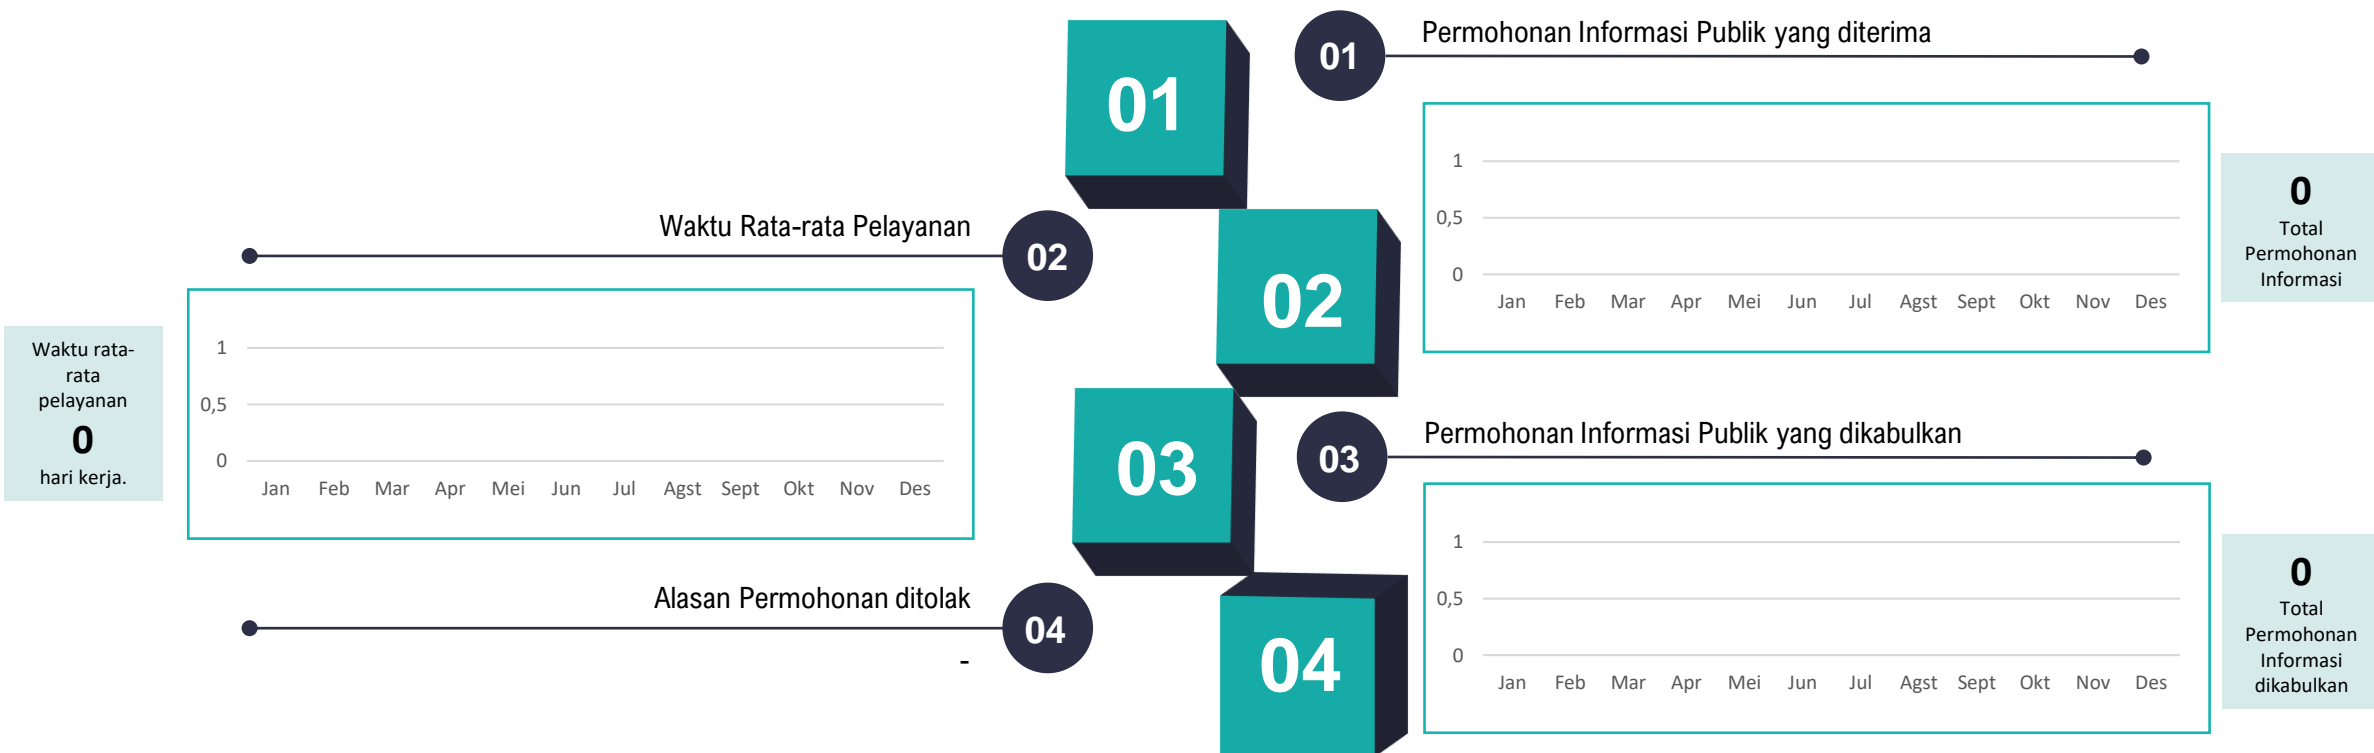 01
01
Permohonan Informasi Publik yang diterima
1
0,5
0
Jan Feb Mar Apr Mei Jun Jul Agst Sept Okt Nov Des
0
Total
Permohonan
Informasi
Waktu Rata-rata Pelayanan
02
02
Waktu rata-
rata
pelayanan
0
hari kerja.
1
0,5
0
Jan Feb Mar Apr Mei Jun Jul Agst Sept Okt Nov Des
03
03
Permohonan Informasi Publik yang dikabulkan
1
0,5
0
Jan Feb Mar Apr Mei Jun Jul Agst Sept Okt Nov Des
0
Total
Permohonan
Informasi
dikabulkan
Alasan Permohonan ditolak
04
-
04